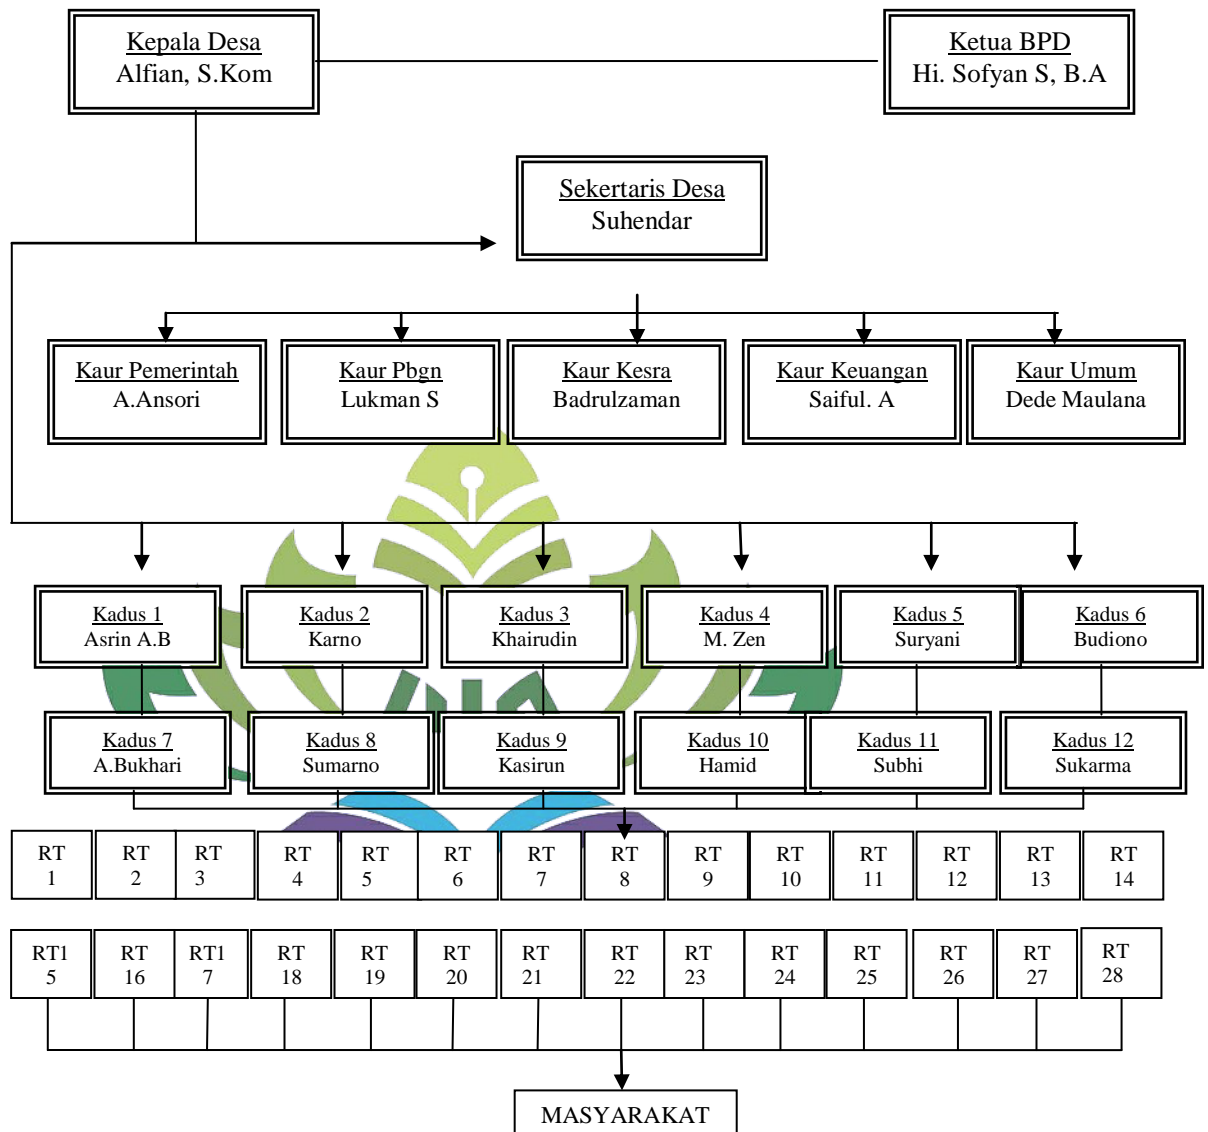 Kepala Desa
Alfian, S.Kom
Ketua BPD
Hi. Sofyan S, B.A
Sekertaris Desa
Suhendar
Kaur Pemerintah
A.Ansori
Kaur Pbgn
Lukman S
Kaur Kesra
Badrulzaman
Kaur Keuangan
Saiful. A
Kaur Umum
Dede Maulana
Kadus 1
Asrin A.B
Kadus 2
Karno
Kadus 3
Khairudin
Kadus 4
M. Zen
Kadus 5
Suryani
Kadus 6
Budiono
Kadus 7
A.Bukhari
Kadus 8
Sumarno
Kadus 9
Kasirun
Kadus 10
Hamid
Kadus 11
Subhi
Kadus 12
Sukarma
RT
1
RT
2
RT
3
RT
4
RT
5
RT
6
RT
7
RT
8
RT
9
RT
10
RT
11
RT
12
RT
13
RT
14
RT1
5
RT
16
RT1
7
RT
18
RT
19
RT
20
RT
21
RT
22
RT
23
RT
24
RT
25
RT
26
RT
27
RT
28
MASYARAKAT